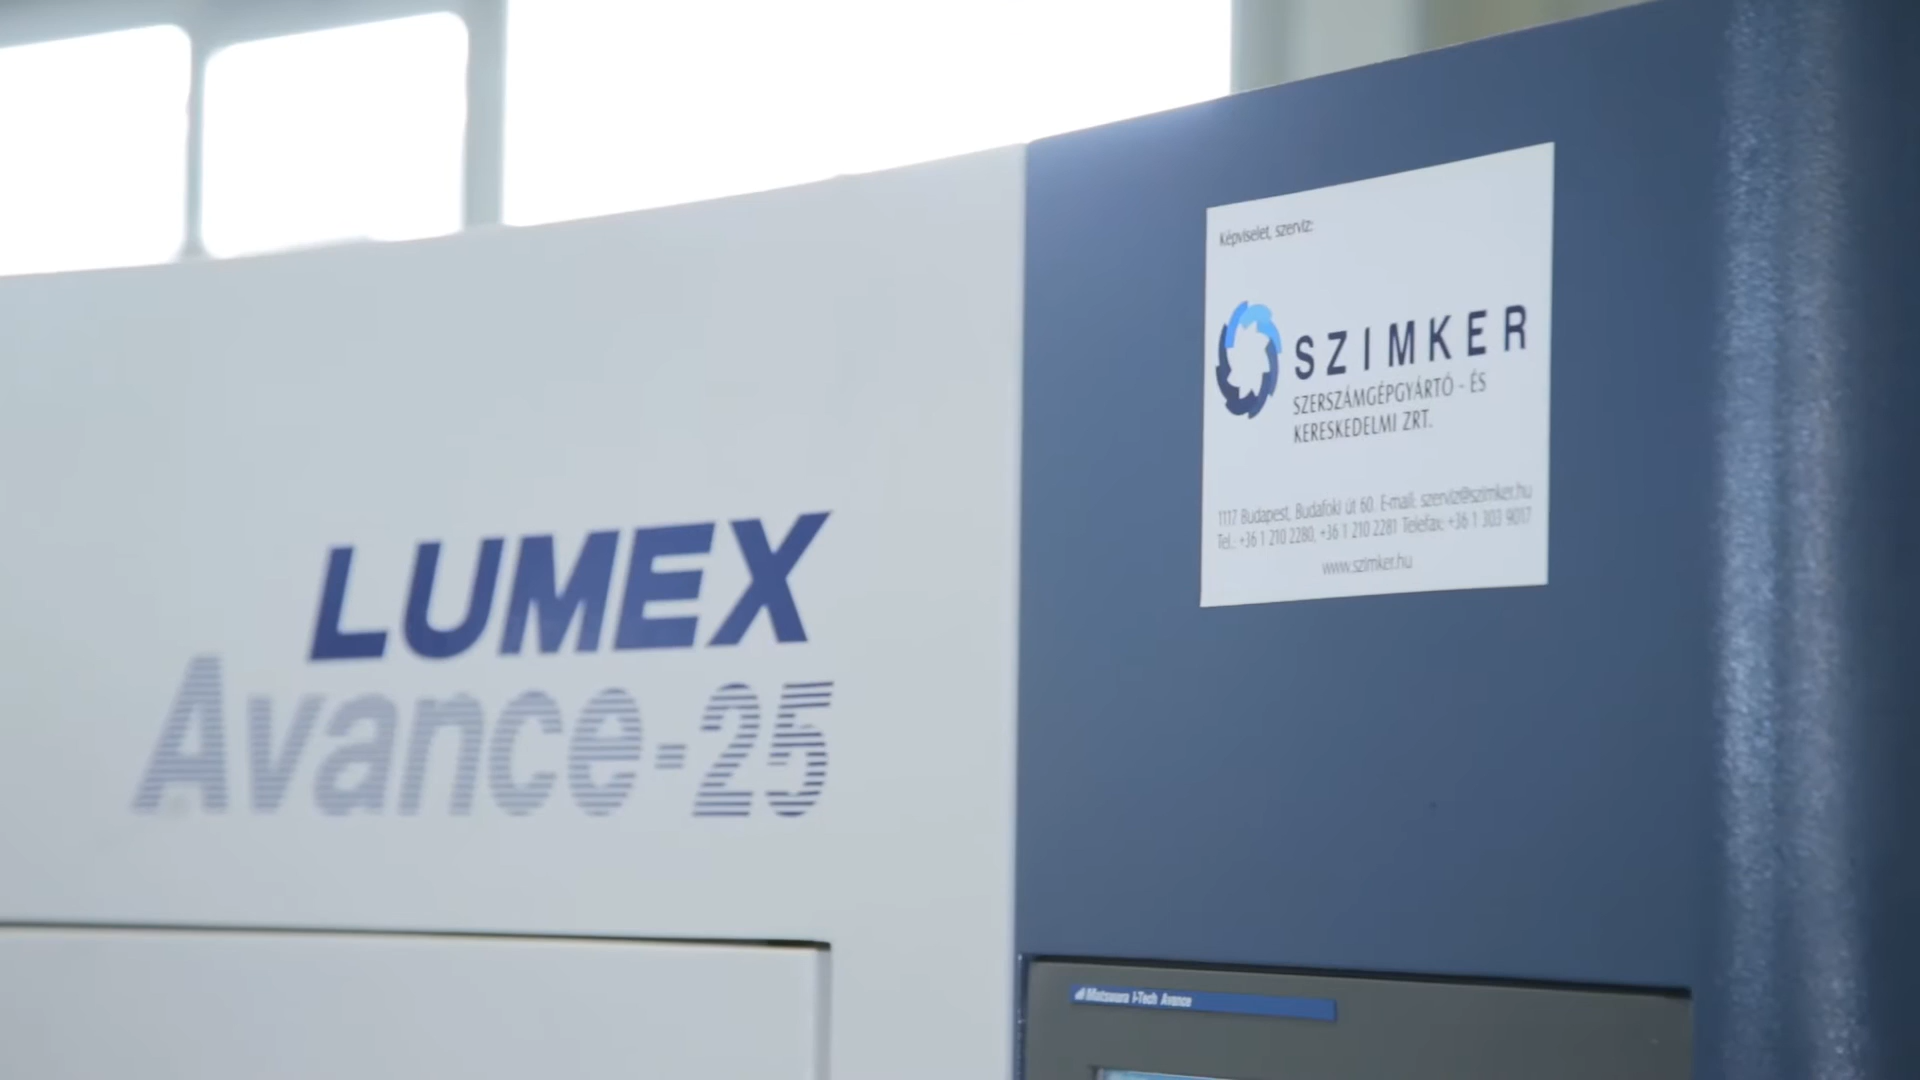 LUMEX
Avance-25
Képviselet, szerviz:
SZIMKER
SZERSZÁMGÉPGYÁRTÓ - ÉS
KERESKEDELMI ZRT.
1117 Budapest, Budafoki út 60. E-mail: szerviz@szimker.hu
Tel.: +36 1 210 2280, +36 1 210 2281 Telefax: +36 1 303 9017
www.szimker.hu
Matsuura I-Tech Avance